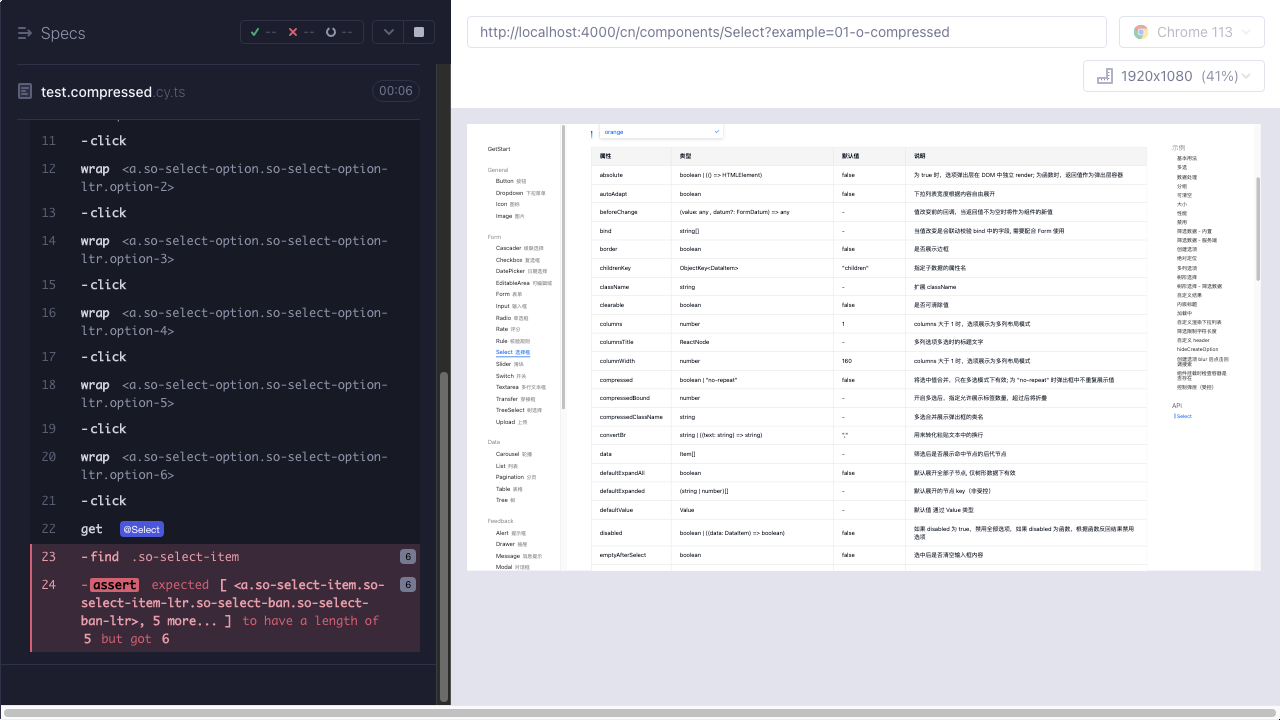 Specs
-- -- --
test.compressed.cy.ts
00:06
11 -click
12 wrap <a.so-select-option.so-select-option-
ltr.option-2>
13 -click
14 wrap <a.so-select-option.so-select-option-
ltr.option-3>
15 -click
16 wrap <a.so-select-option.so-select-option-
ltr.option-4>
17 -click
18 wrap <a.so-select-option.so-select-option-
ltr.option-5>
19 -click
20 wrap <a.so-select-option.so-select-option-
ltr.option-6>
21 -click
22 get @Select
23 -find .so-select-item 6
24 -assert expected [ <a.so-select-item.so- 6
select-item-ltr.so-select-ban.so-select-
ban-ltr>, 5 more... ] to have a length of
5 but got 6
http://localhost:4000/cn/components/Select?example=01-o-compressed
Chrome 113
1920x1080 (41%)
GetStart
General
Button 按钮
Dropdown 下拉菜单
Icon 图标
Image 图片
Form
Cascader 级联选择
Checkbox 复选框
DatePicker 日期选择
EditableArea 可编辑域
Form 表单
Input 输入框
Radio 单选框
Rate 评分
Rule 校验规则
Select 选择框
Slider 滑块
Switch 开关
Textarea 多行文本框
Transfer 穿梭框
TreeSelect 树选择
Upload 上传
Data
Carousel 轮播
List 列表
Pagination 分页
Table 表格
Tree 树
Feedback
Alert 提示框
Drawer 抽屉
Message 消息提示
Modal 对话框
orange
属性 类型 默认值 说明
absolute boolean | (() => HTMLElement) false 为 true 时，选项弹出层在 DOM 中独立 render; 为函数时，返回值作为弹出层容器
autoAdapt boolean false 下拉列表宽度根据内容自由展开
beforeChange (value: any , datum?: FormDatum) => any - 值改变前的回调，当返回值不为空时将作为组件的新值
bind string[] - 当值改变是会联动校验 bind 中的字段, 需要配合 Form 使用
border boolean false 是否展示边框
childrenKey ObjectKey<DataItem> "children" 指定子数据的属性名
className string - 扩展 className
clearable boolean false 是否可清除值
columns number 1 columns 大于 1 时，选项展示为多列布局模式
columnsTitle ReactNode - 多列选项多选时的标题文字
columnWidth number 160 columns 大于 1 时，选项展示为多列布局模式
compressed boolean | "no-repeat" false 将选中值合并，只在多选模式下有效; 为 "no-repeat" 时弹出框中不重复展示值
compressedBound number - 开启多选后，指定允许展示标签数量，超过后将折叠
compressedClassName string - 多选合并展示弹出框的类名
convertBr string | ((text: string) => string) "," 用来转化粘贴文本中的换行
data Item[] - 筛选后是否展示命中节点的后代节点
defaultExpandAll boolean false 默认展开全部子节点, 仅树形数据下有效
defaultExpanded (string | number)[] - 默认展开的节点 key（非受控）
defaultValue Value - 默认值 通过 Value 类型
disabled boolean | ((data: DataItem) => boolean) false 如果 disabled 为 true，禁用全部选项，如果 disabled 为函数，根据函数反回结果禁用
选项
emptyAfterSelect boolean false 选中后是否清空输入框内容
示例
基本用法
多选
数据处理
分组
可清空
大小
性能
禁用
筛选数据 - 内置
筛选数据 - 服务端
创建选项
绝对定位
多列选项
树形选择
树形选择 - 筛选数据
自定义结果
内嵌标题
加载中
自定义渲染下拉列表
筛选限制字符长度
自定义 header
hideCreateOption
创建选项 blur 后点击回
调搜索
控制弹窗（受控）
API
Select